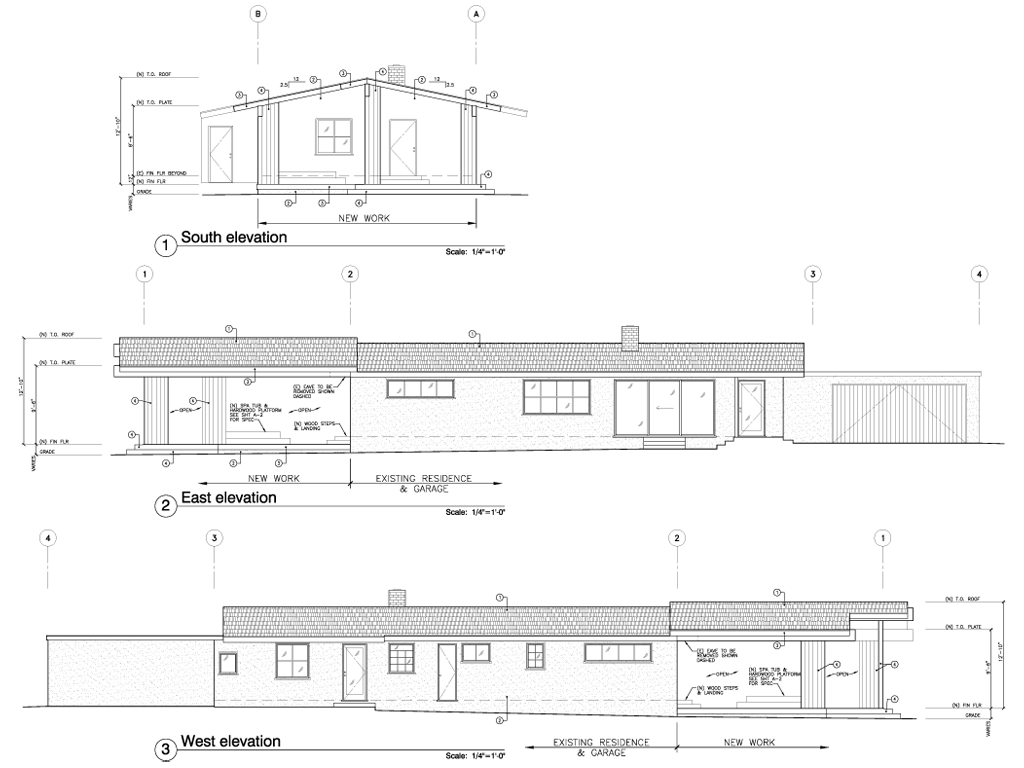 B
A
(N) T.O. ROOF
12
2.5
12
2.5
(N) T.O. PLATE
12'-10"
(E) FIN FLR BEYOND
(N) FIN FLR
GRADE
VARIES
NEW WORK
1
South elevation
Scale: 1/4"=1'-0"
1
2
3
4
(N) T.O. ROOF
(N) T.O. PLATE
12'-10"
(E) EAVE TO BE
REMOVED SHOWN
DASHED
OPEN
(N) SPA TUB &
HARDWOOD PLATFORM
SEE SHT A-2
FOR SPEC
OPEN
(N) WOOD STEPS
& LANDING
(N) FIN FLR
GRADE
VARIES
NEW WORK
EXISTING RESIDENCE
& GARAGE
2
East elevation
Scale: 1/4"=1'-0"
4
3
2
1
(N) T.O. ROOF
(N) T.O. PLATE
12'-10"
(E) EAVE TO BE
REMOVED SHOWN
DASHED
OPEN
(N) SPA TUB &
HARDWOOD PLATFORM
SEE SHT A-2
FOR SPEC
OPEN
(N) WOOD STEPS
& LANDING
(N) FIN FLR
GRADE
VARIES
EXISTING RESIDENCE
& GARAGE
NEW WORK
3
West elevation
Scale: 1/4"=1'-0"